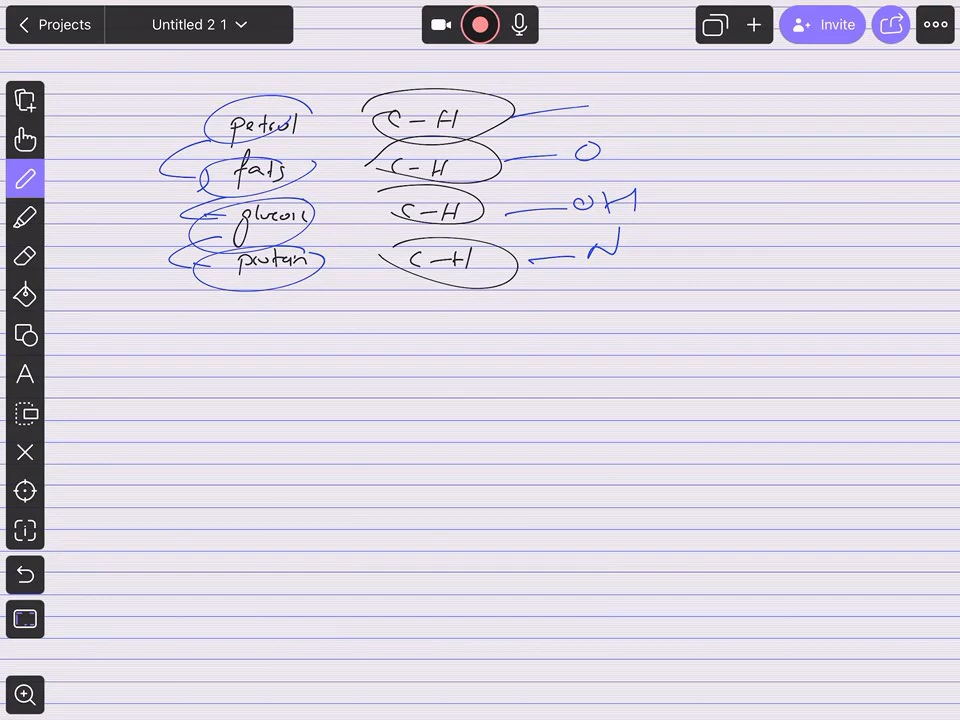 Projects Untitled 2 1 Invite
petrol C-H
fats C-H - O
glucose C-H - OH
protein C-H - N